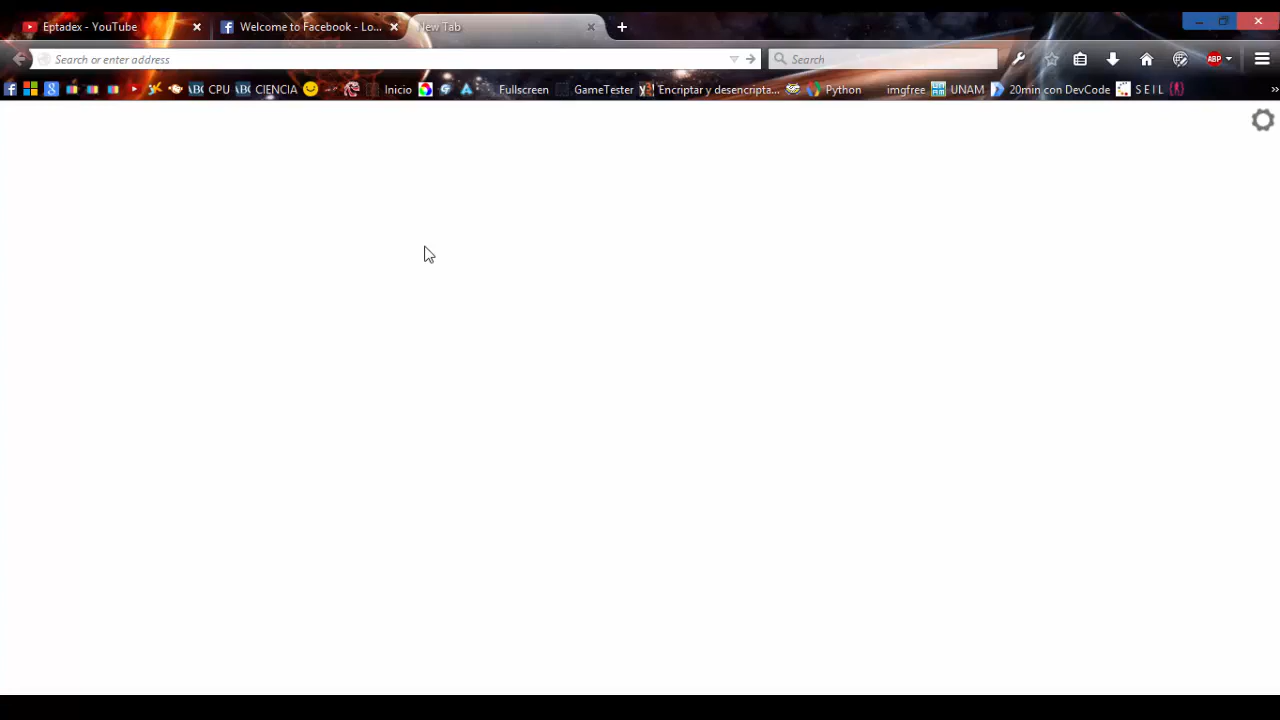 Eptadex - YouTube Welcome to Facebook - Lo... New Tab
Search or enter address Search ABP
CPU CIENCIA Inicio Fullscreen GameTester Encriptar y desencripta... Python imgfree UNAM 20min con DevCode S E I L